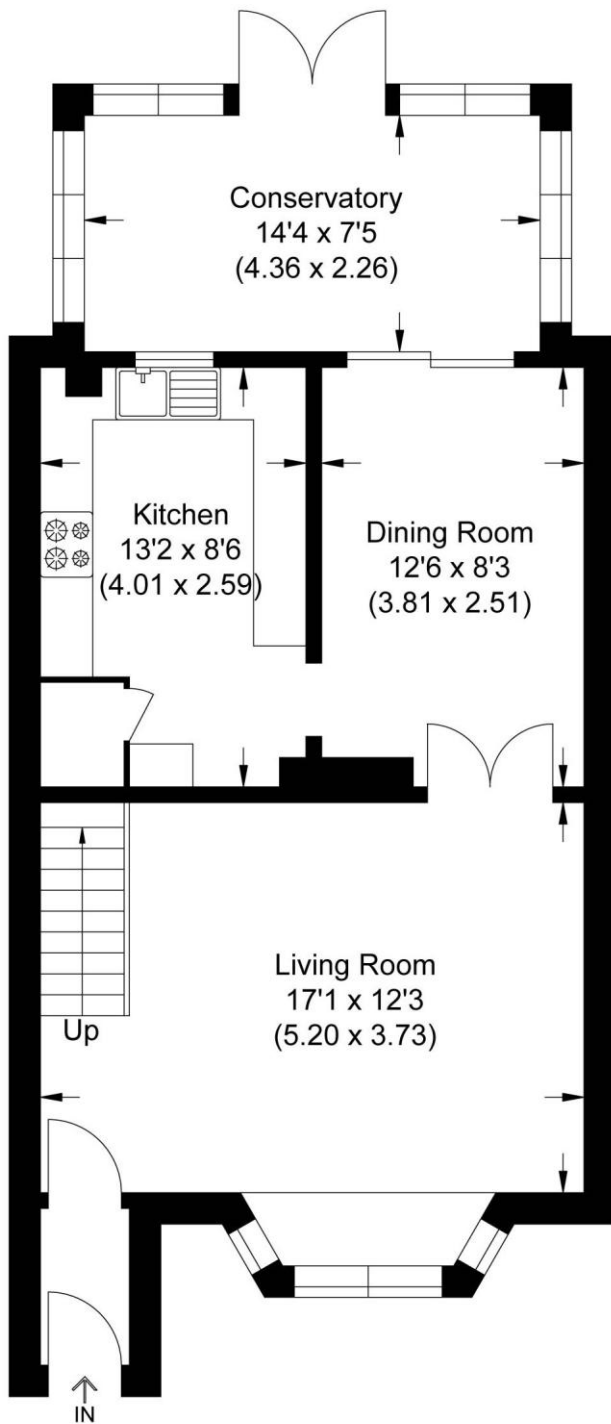 Conservatory
14'4 x 7'5
(4.36 x 2.26)
Kitchen
13'2 x 8'6
(4.01 x 2.59)
Dining Room
12'6 x 8'3
(3.81 x 2.51)
Living Room
17'1 x 12'3
(5.20 x 3.73)
Up
IN